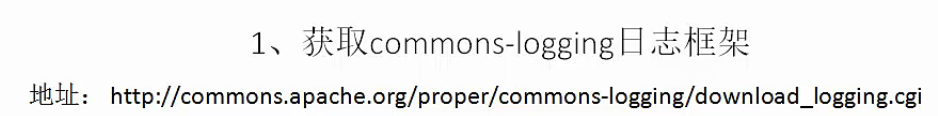 1、获取commons-logging日志框架
地址： http://commons.apache.org/proper/commons-logging/download_logging.cgi